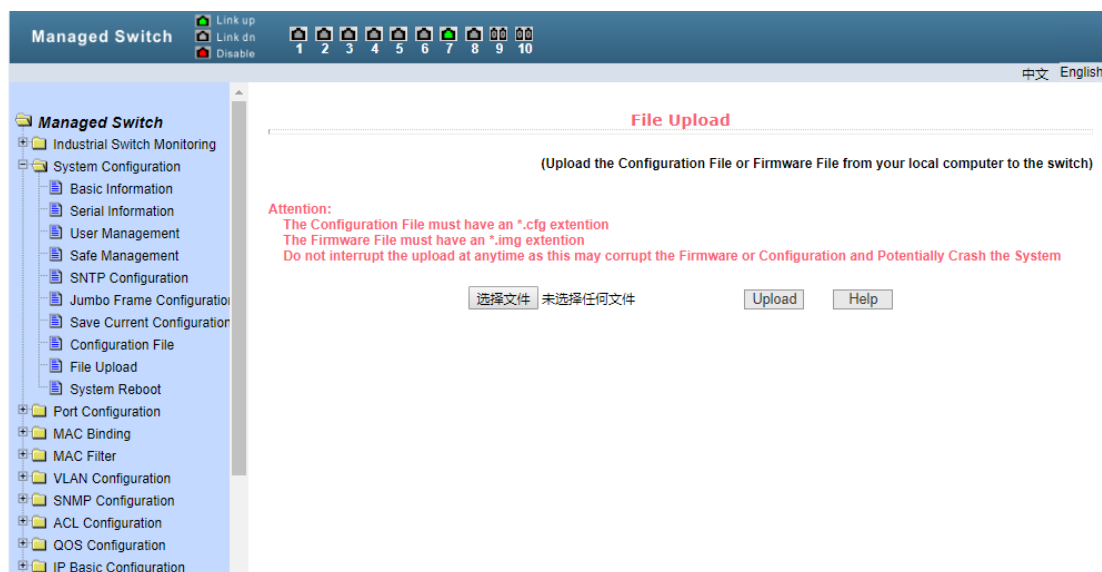 Managed Switch
Link up
Link dn
Disable
1 2 3 4 5 6 7 8 9 10
中文 English
Managed Switch
Industrial Switch Monitoring
System Configuration
Basic Information
Serial Information
User Management
Safe Management
SNTP Configuration
Jumbo Frame Configuration
Save Current Configuration
Configuration File
File Upload
System Reboot
Port Configuration
MAC Binding
MAC Filter
VLAN Configuration
SNMP Configuration
ACL Configuration
QOS Configuration
IP Basic Configuration
File Upload
(Upload the Configuration File or Firmware File from your local computer to the switch)
Attention:
The Configuration File must have an *.cfg extention
The Firmware File must have an *.img extention
Do not interrupt the upload at anytime as this may corrupt the Firmware or Configuration and Potentially Crash the System
选择文件 未选择任何文件 Upload Help